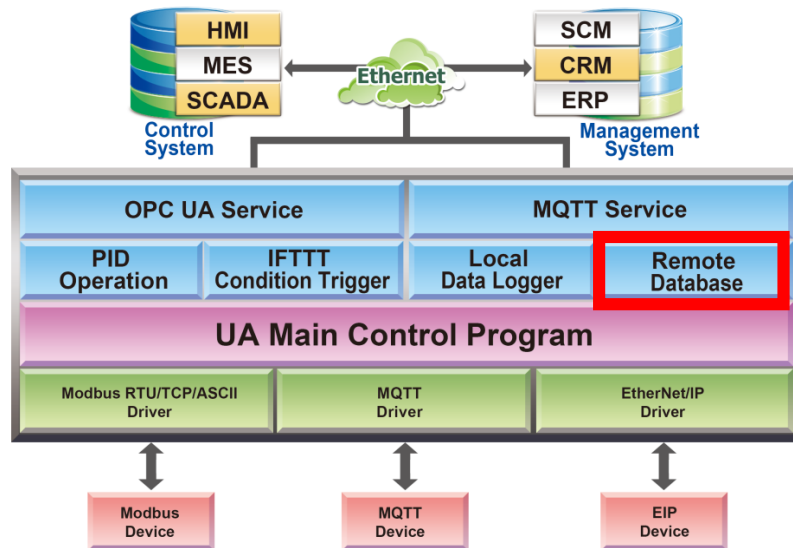 HMI
MES
SCADA
Control
System
Ethernet
SCM
CRM
ERP
Management
System
OPC UA Service
MQTT Service
PID
Operation
IFTTT
Condition Trigger
Local
Data Logger
Remote
Database
UA Main Control Program
Modbus RTU/TCP/ASCII
Driver
MQTT
Driver
EtherNet/IP
Driver
Modbus
Device
MQTT
Device
EIP
Device